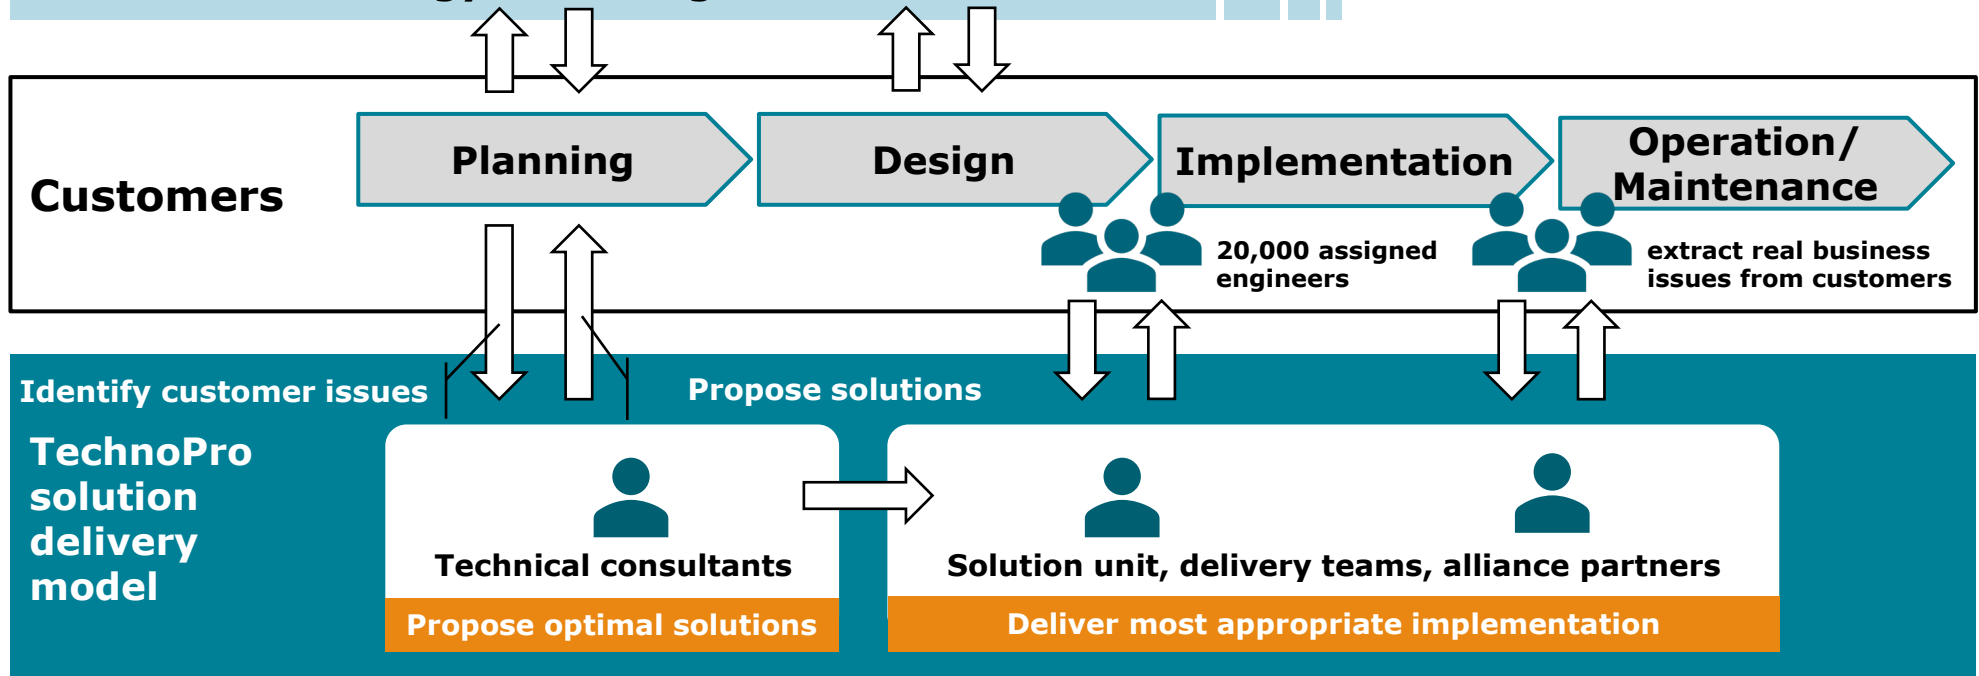 Planning
Design
Implementation
Operation/
Maintenance
Customers
20,000 assigned
engineers
extract real business
issues from customers
Identify customer issues
Propose solutions
TechnoPro
solution
delivery
model
Technical consultants
Solution unit, delivery teams, alliance partners
Propose optimal solutions
Deliver most appropriate implementation